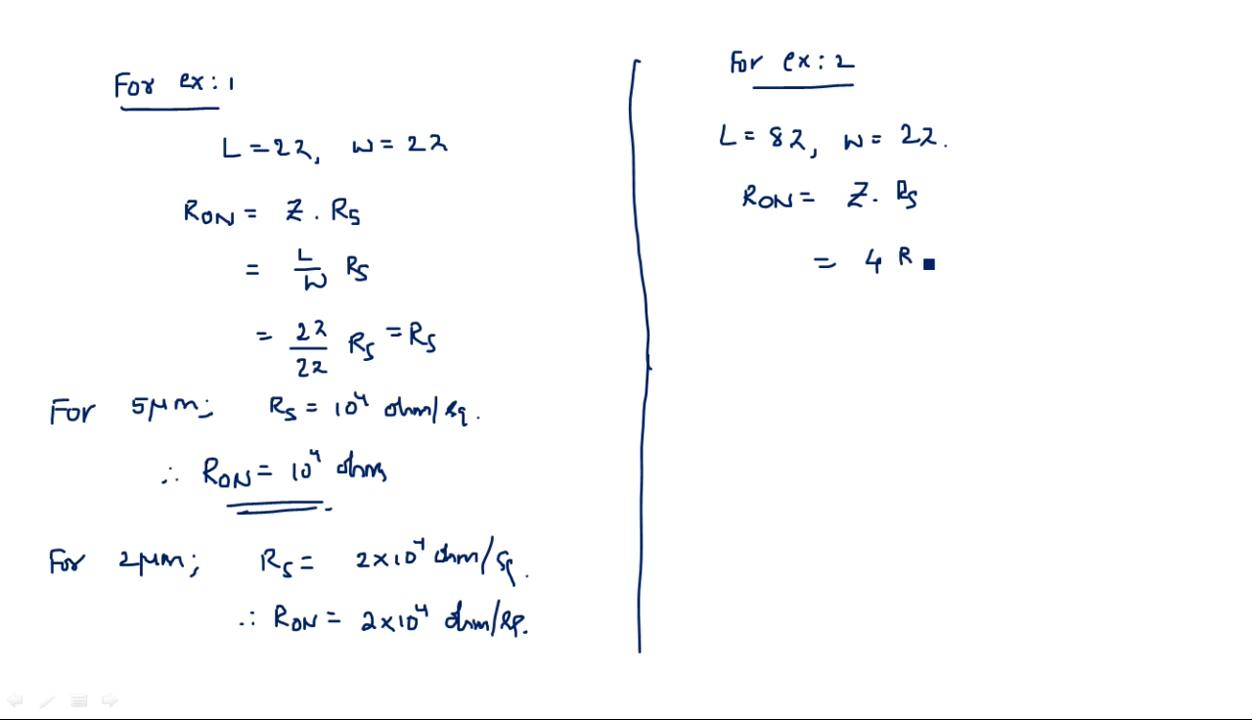 For ex: 1
L = 2λ, W = 2λ
RON = Z . RS
= L/W RS
= 2λ/2λ RS = RS
For 5μm; RS = 10⁴ ohm/sq.
∴ RON = 10⁴ ohms
For 2μm; RS = 2×10⁴ ohm/sq.
∴ RON = 2×10⁴ ohm/sq.
For ex: 2
L = 8λ, W = 2λ.
RON = Z. RS
= 4 R